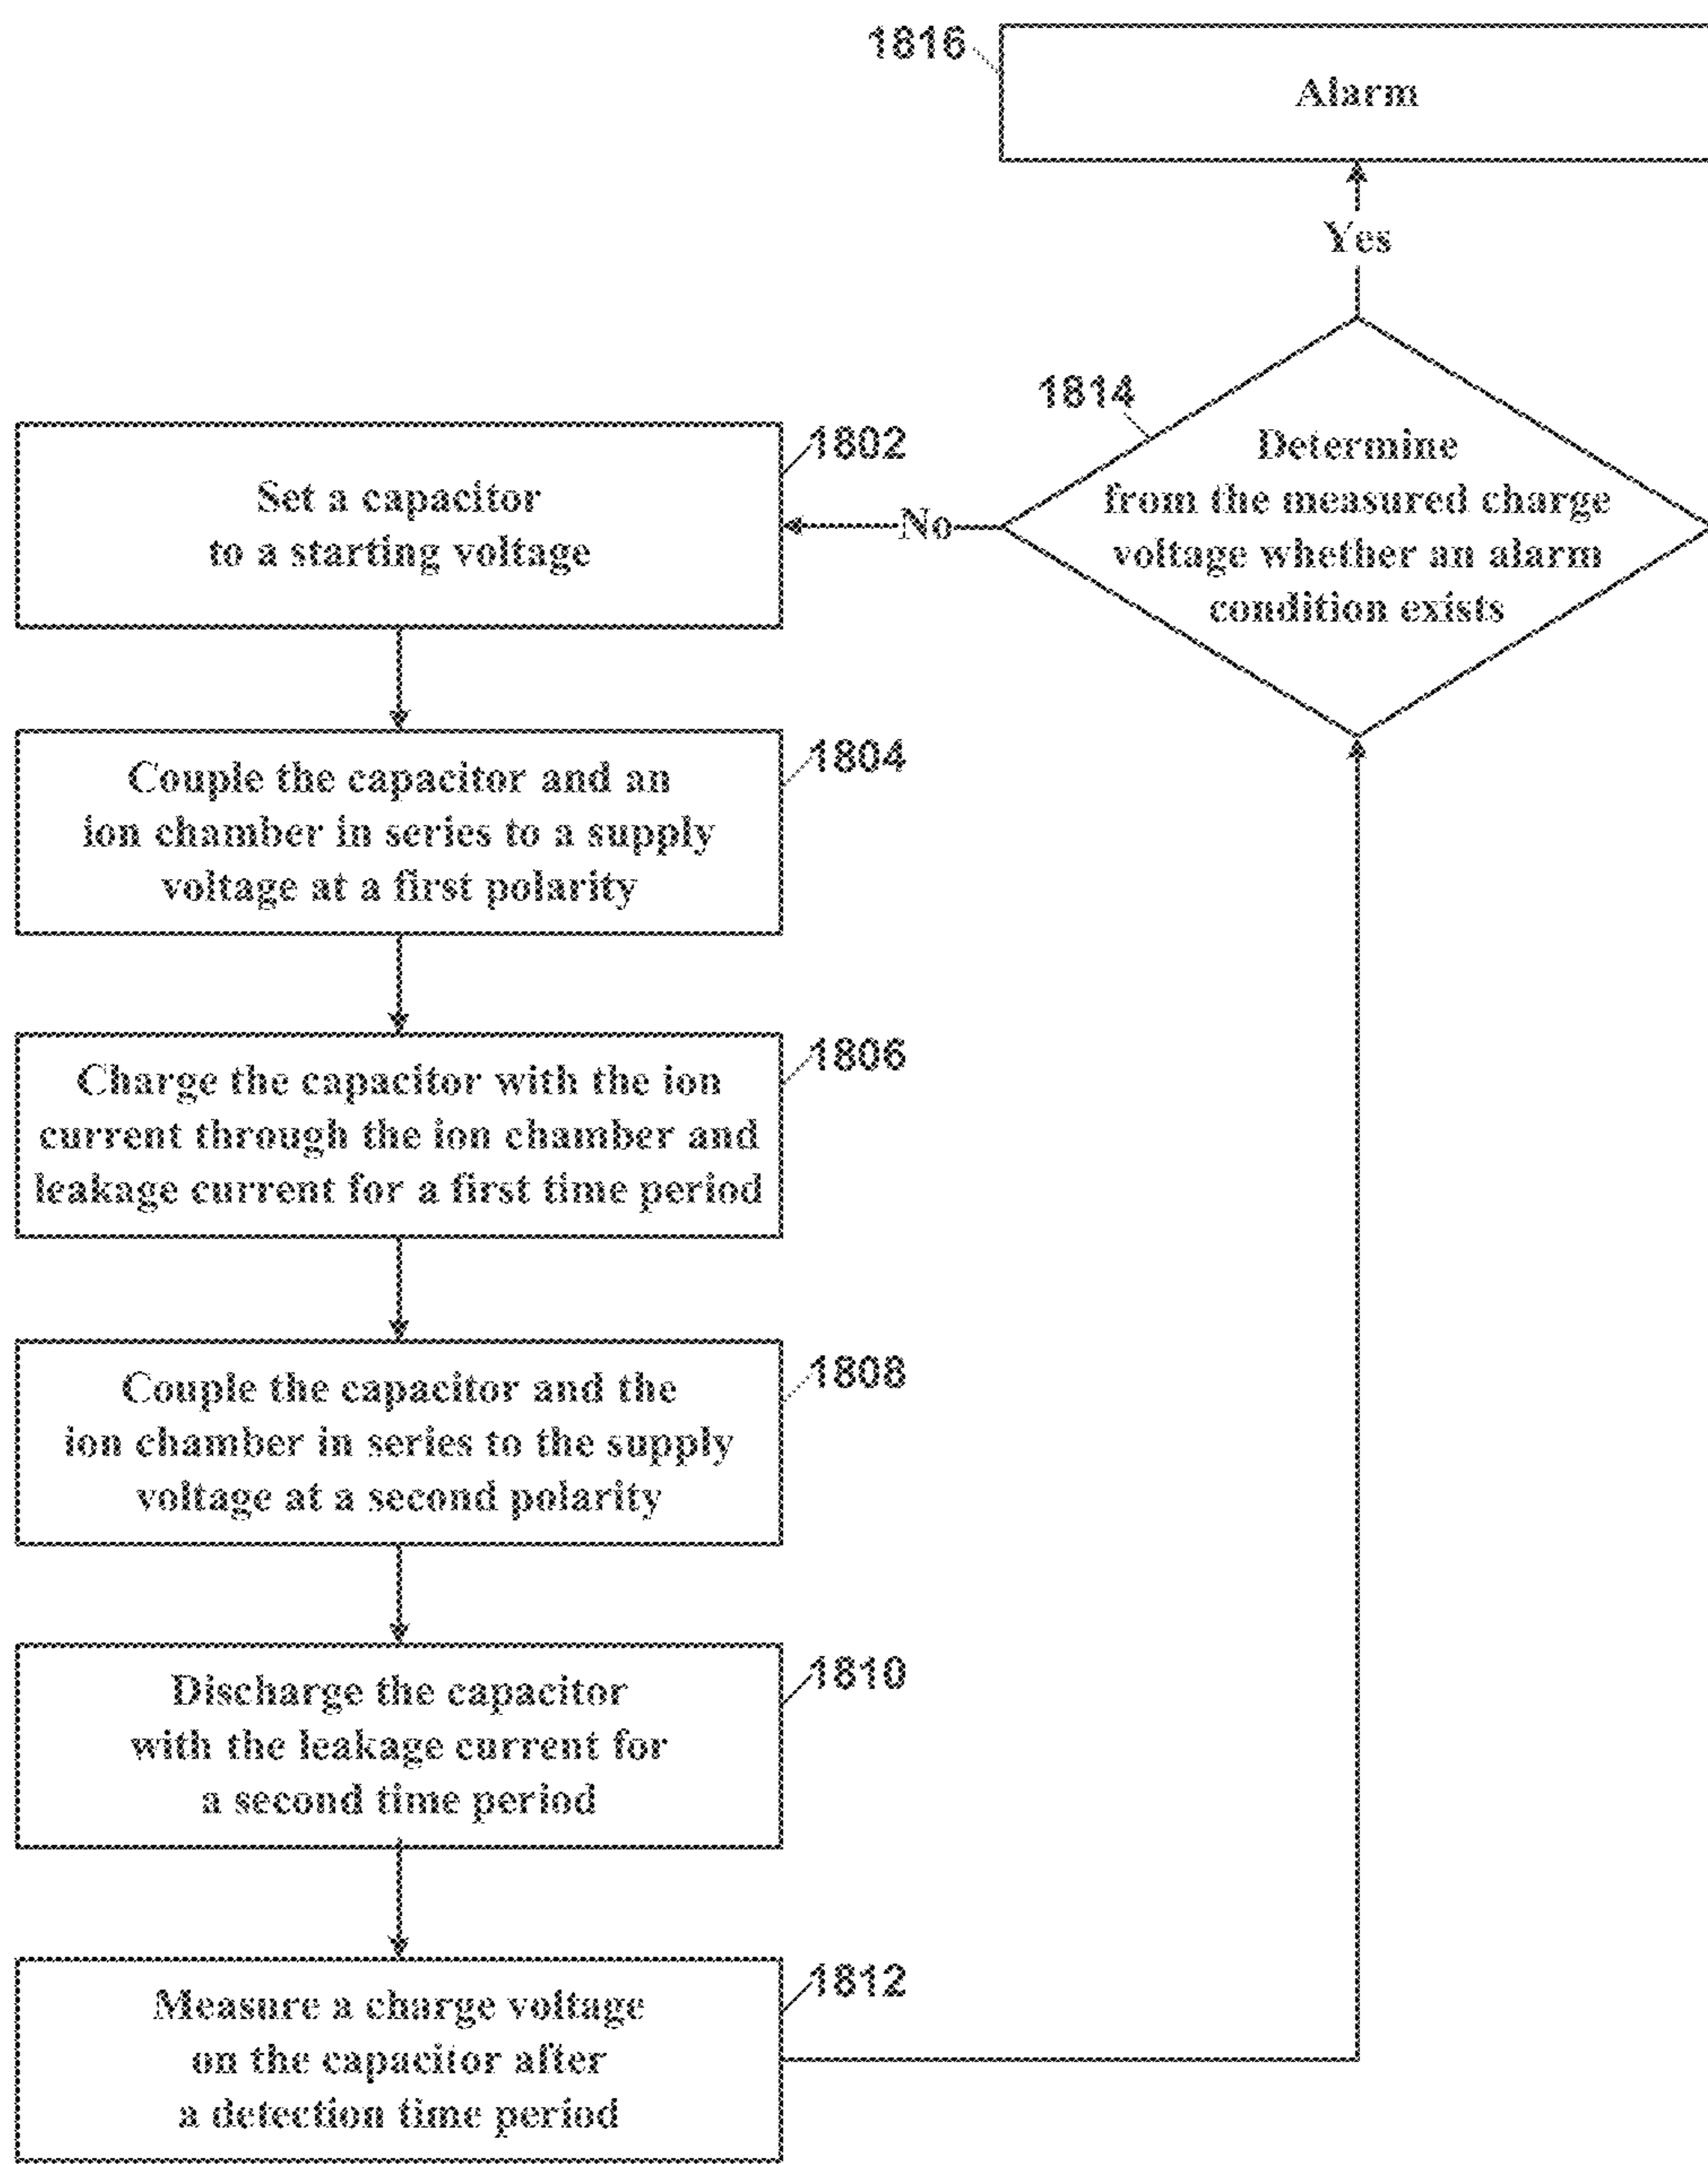 1816
Alarm
Yes
1814
Determine
from the measured charge
voltage whether an alarm
condition exists
No
1802
Set a capacitor
to a starting voltage
1804
Couple the capacitor and an
ion chamber in series to a supply
voltage at a first polarity
1806
Charge the capacitor with the ion
current through the ion chamber and
leakage current for a first time period
1808
Couple the capacitor and the
ion chamber in series to the supply
voltage at a second polarity
1810
Discharge the capacitor
with the leakage current for
a second time period
1812
Measure a charge voltage
on the capacitor after
a detection time period